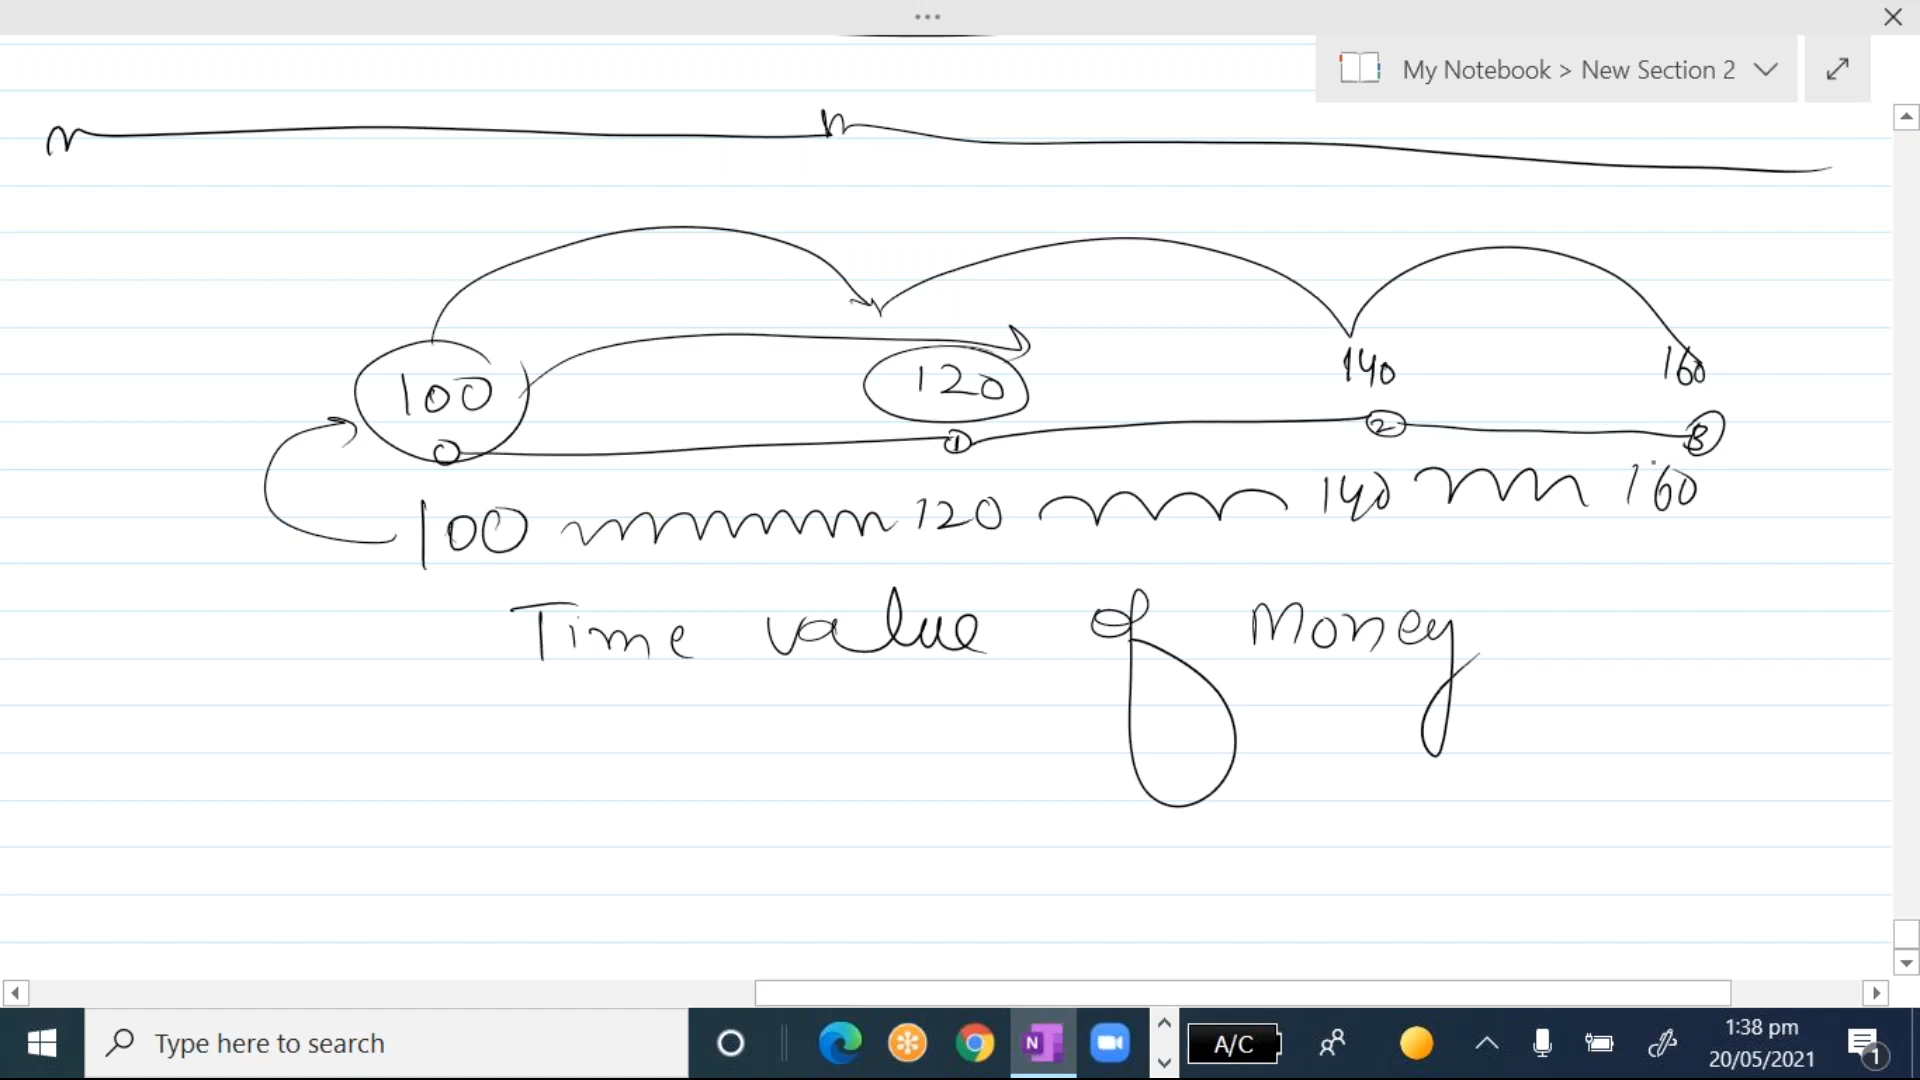 My Notebook > New Section 2
100 120 140 160
0 1 2 3
100 120 140 160
Time value of Money
Type here to search
A/C
1:38 pm
20/05/2021
1